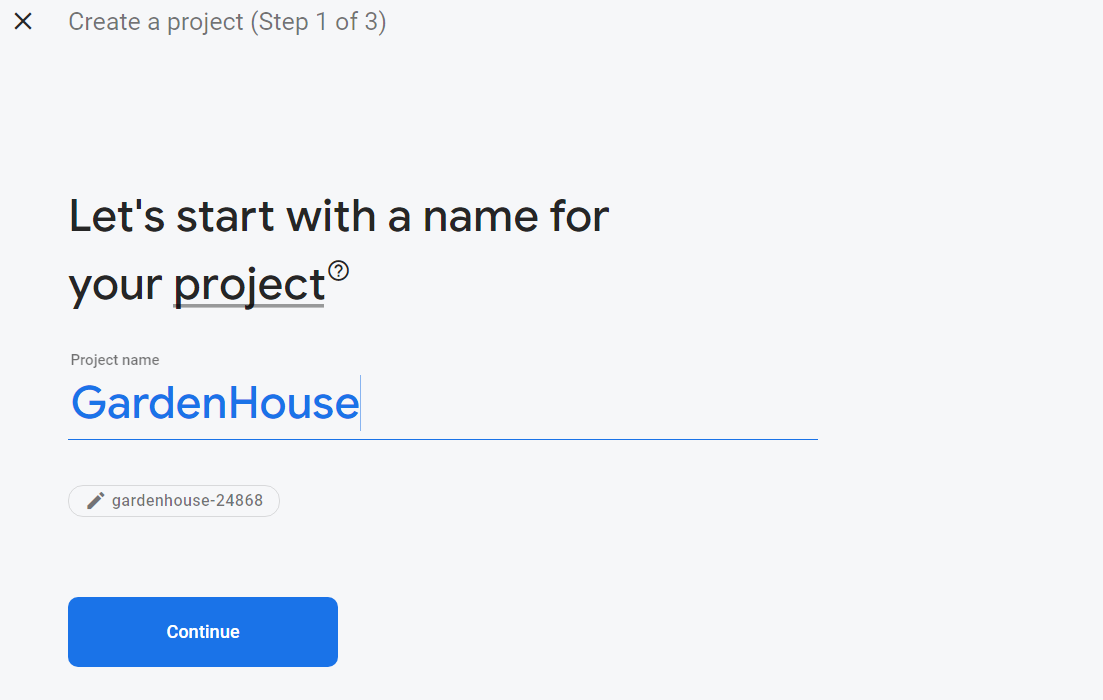 Create a project (Step 1 of 3)
Let's start with a name for
your project
Project name
GardenHouse
gardenhouse-24868
Continue